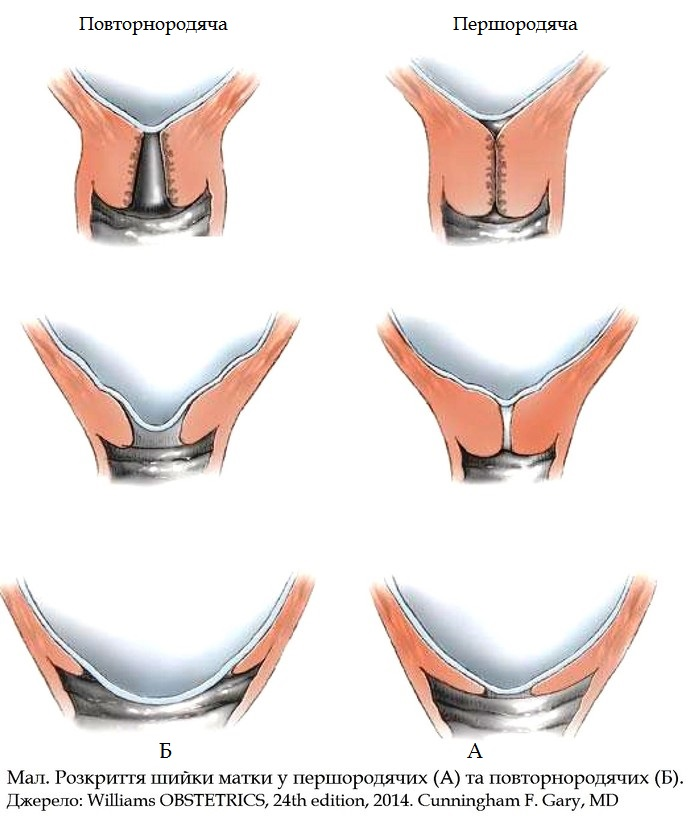 Повторнородяча Першородяча
Б А
Мал. Розкриття шийки матки у першородячих (А) та повторнородячих (Б).
Джерело: Williams OBSTETRICS, 24th edition, 2014. Cunningham F. Gary, MD